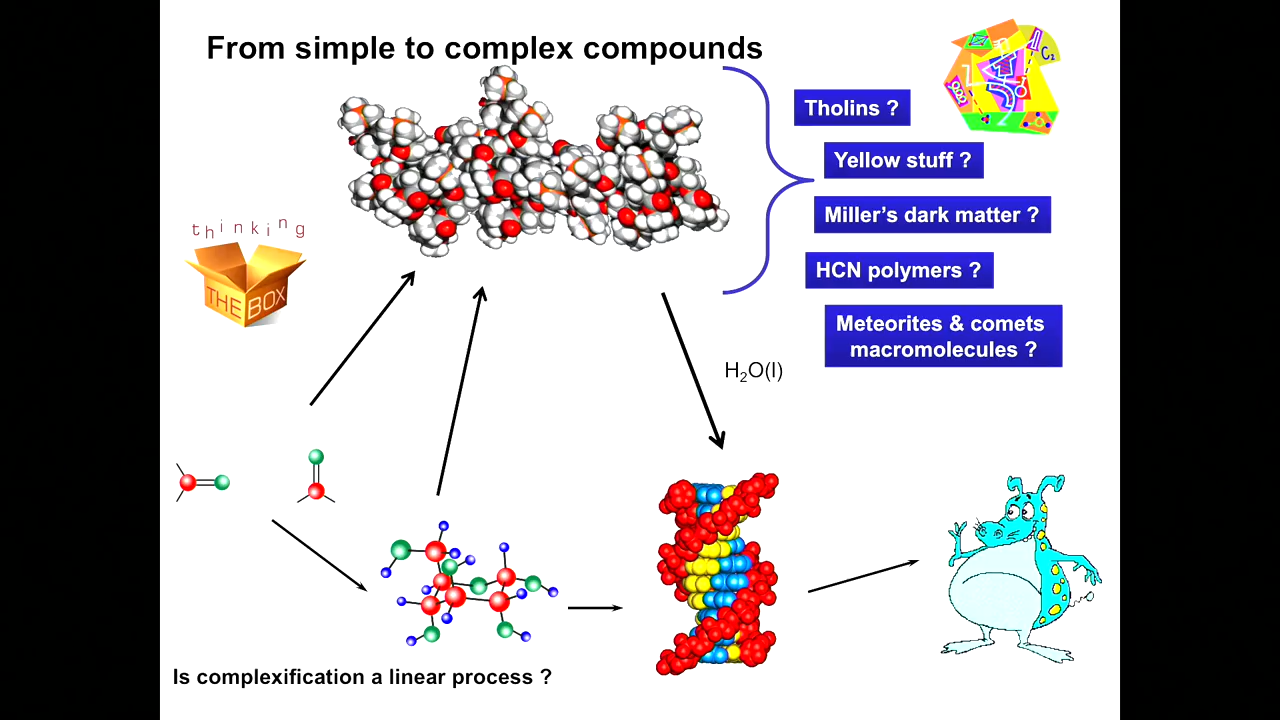 From simple to complex compounds
Tholins ?
Yellow stuff ?
Miller's dark matter ?
HCN polymers ?
Meteorites & comets
macromolecules ?
thinking
THE BOX
H₂O(l)
Is complexification a linear process ?
C₂